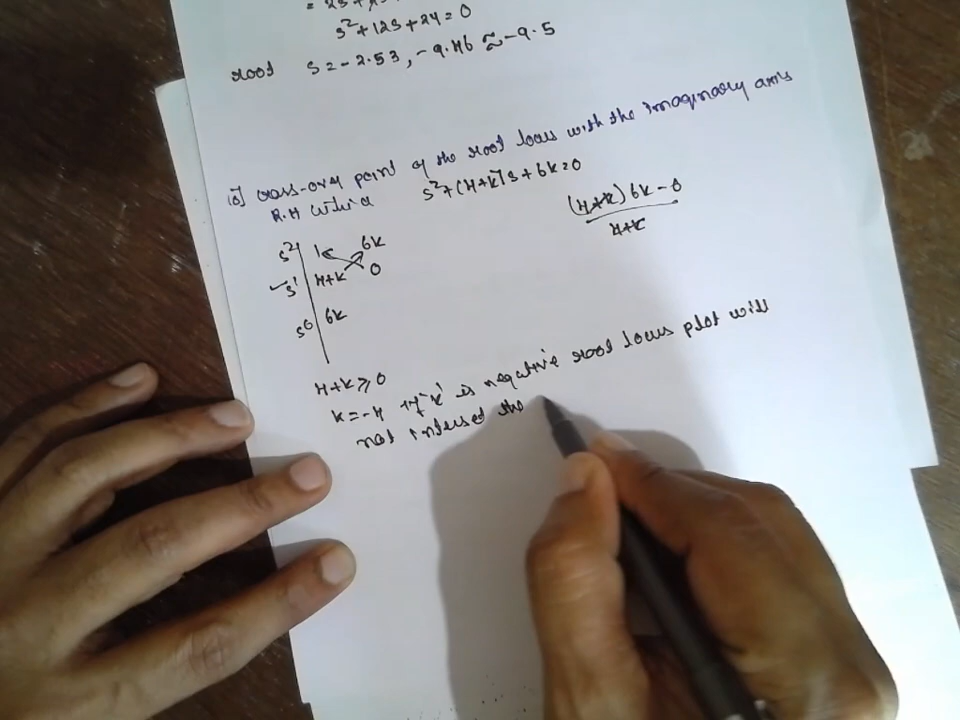 s²+12s+24=0
root s=-2.53, -9.46 ≈ -9.5
cross-over point of the root locus with the imaginary axis
R.H s²+(4+k)s+6k=0
(4+k)6k-0
4+k
s² 1 6k
s¹ 4+k 0
s⁰ 6k
4+k≥0
k=-4 if 'k' is negative root locus plot will
not the